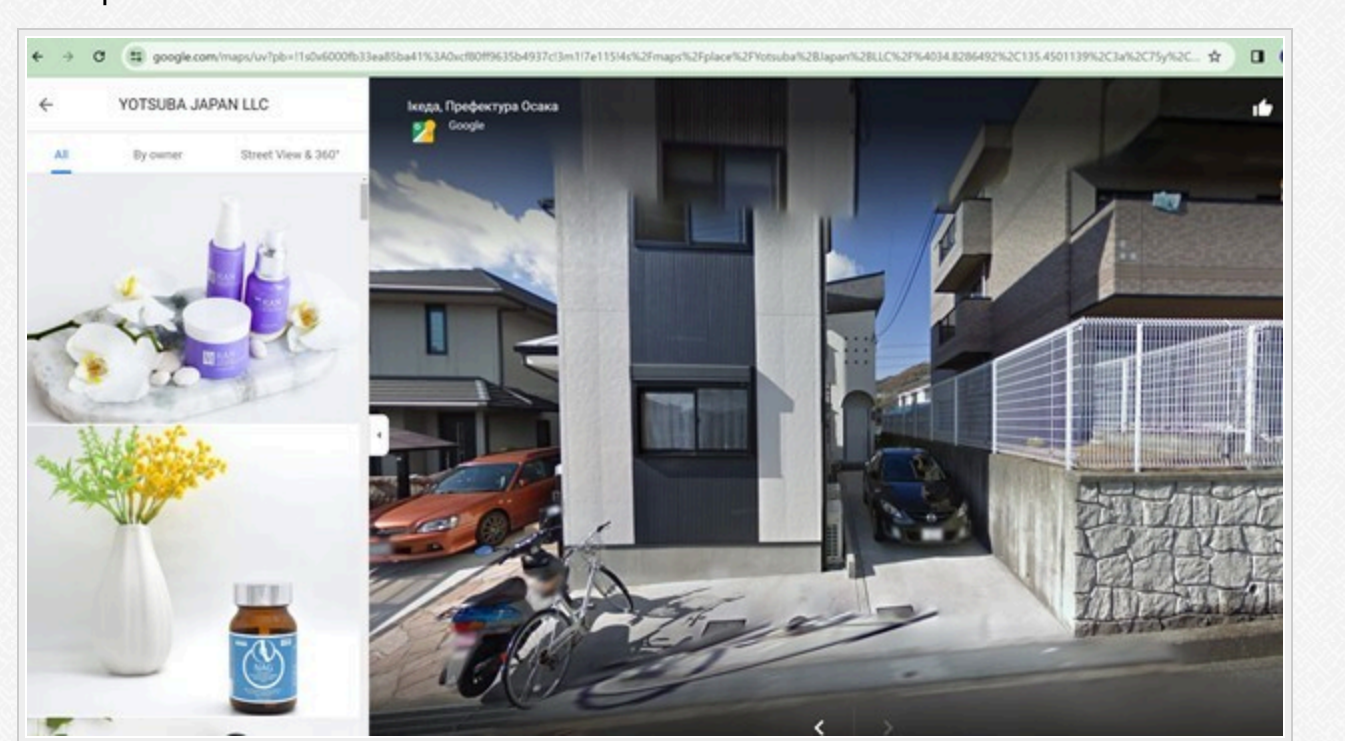 google.com/maps/uv?pb=!1s0x6000fb33ea85ba41%3A0xcf80ff9635b4937c!3m1!7e115!4s%2Fmaps%2Fplace%2FYotsuba%2BJapan%2BLLC%2F%4034.8286492%2C135.4501139%2C3a%2C75y%2C...
YOTSUBA JAPAN LLC
All
By owner
Street View & 360°
Ікеда, Префектура Осака
Google
NAG